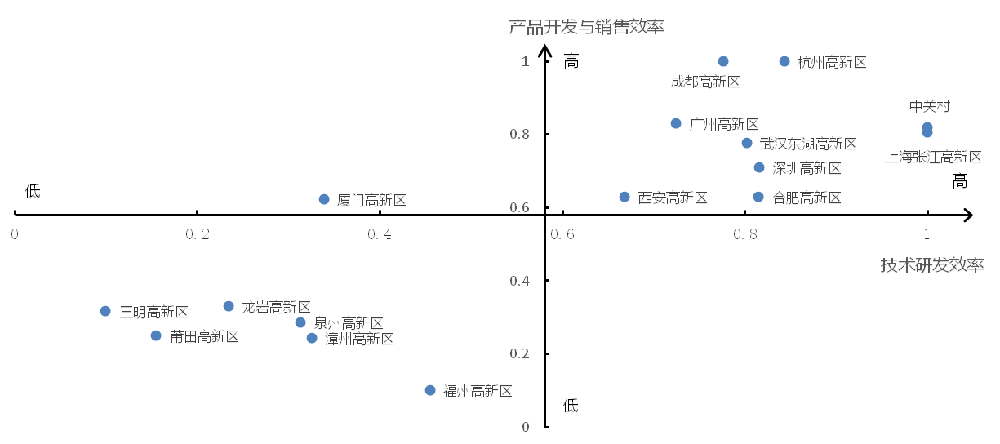 产品开发与销售效率
1
高
杭州高新区
成都高新区
中关村
广州高新区
0.8
武汉东湖高新区
上海张江高新区
深圳高新区
高
低
厦门高新区
西安高新区
合肥高新区
0.6
0
0.2
0.4
0.6
0.8
1
技术研发效率
0.4
三明高新区
龙岩高新区
泉州高新区
莆田高新区
漳州高新区
0.2
福州高新区
低
0